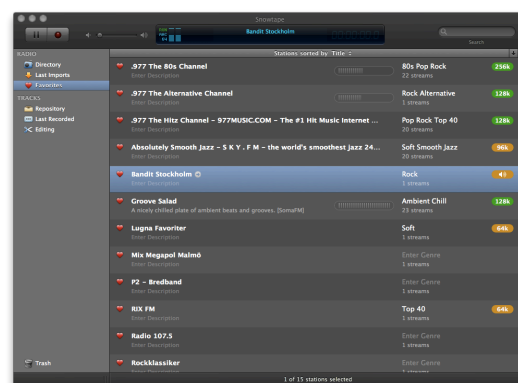 Snowtape
Bandit Stockholm
Search
RADIO
Directory
Last Imports
Favorites
TRACKS
Repository
Last Recorded
Editing
Trash
Stations sorted by Title
.977 The 80s Channel
Enter Description
80s Pop Rock
22 streams
256k
.977 The Alternative Channel
Enter Description
Rock Alternative
1 streams
128k
.977 The Hitz Channel - 977MUSIC.COM - The #1 Hit Music Internet ...
Enter Description
Pop Rock Top 40
20 streams
128k
Absolutely Smooth Jazz - S K Y . F M - the world's smoothest jazz 24...
Enter Description
Soft Smooth Jazz
20 streams
96k
Bandit Stockholm
Enter Description
Rock
1 streams
Groove Salad
A nicely chilled plate of ambient beats and grooves. [SomaFM]
Ambient Chill
23 streams
128k
Lugna Favoriter
Enter Description
Soft
1 streams
64k
Mix Megapol Malmö
Enter Description
Enter Genre
1 streams
P2 - Bredband
Enter Description
Enter Genre
1 streams
RIX FM
Enter Description
Top 40
1 streams
64k
Radio 107.5
Enter Description
Enter Genre
1 streams
Rockklassiker
Enter Description
Enter Genre
1 streams
1 of 15 stations selected